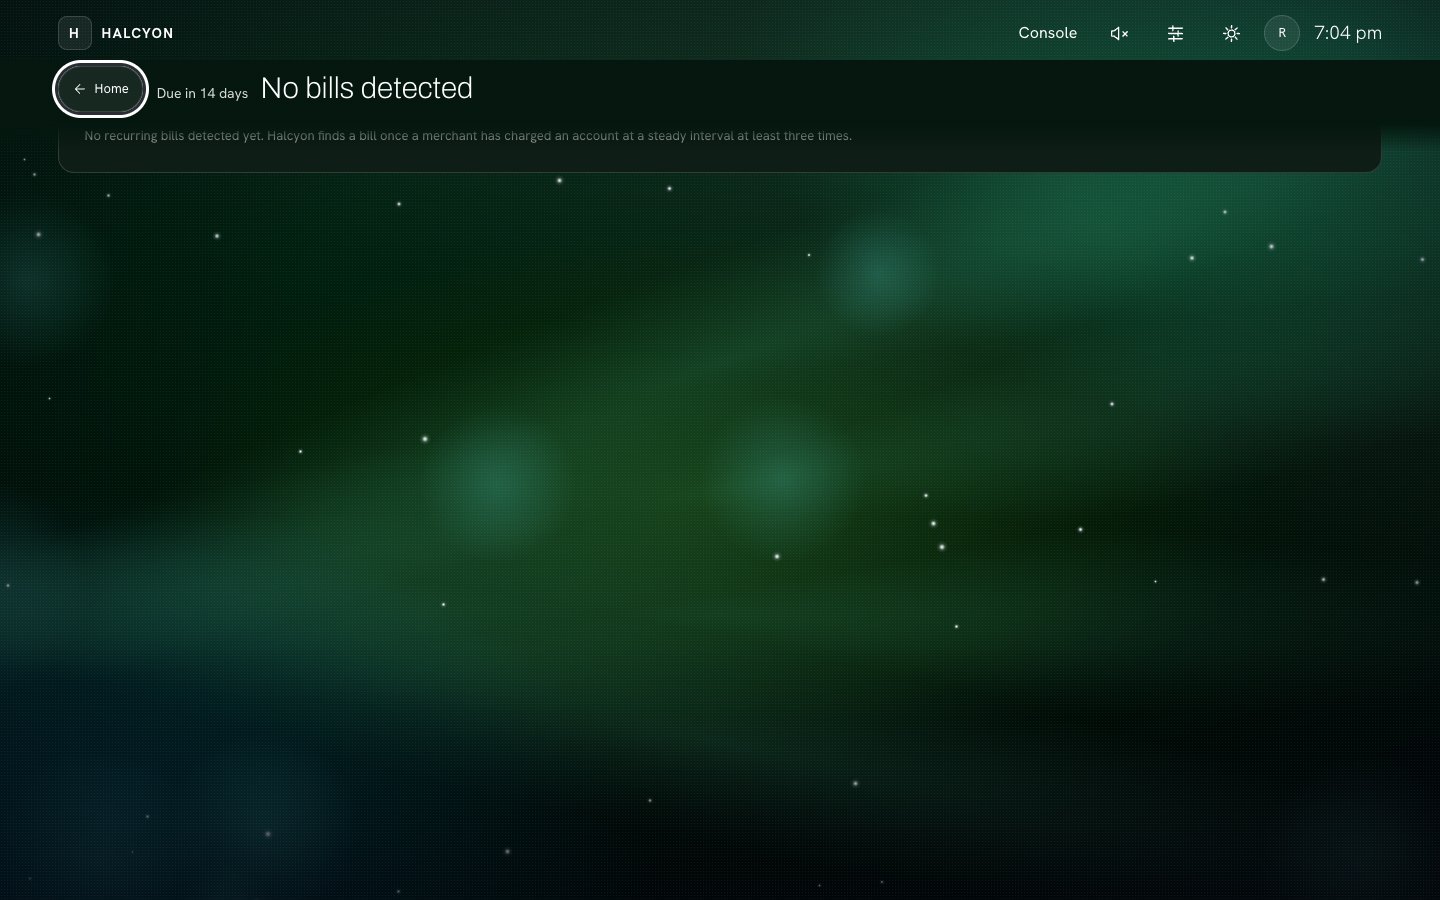 H HALCYON Console R 7:04 pm
Home Due in 14 days No bills detected
No recurring bills detected yet. Halcyon finds a bill once a merchant has charged an account at a steady interval at least three times.